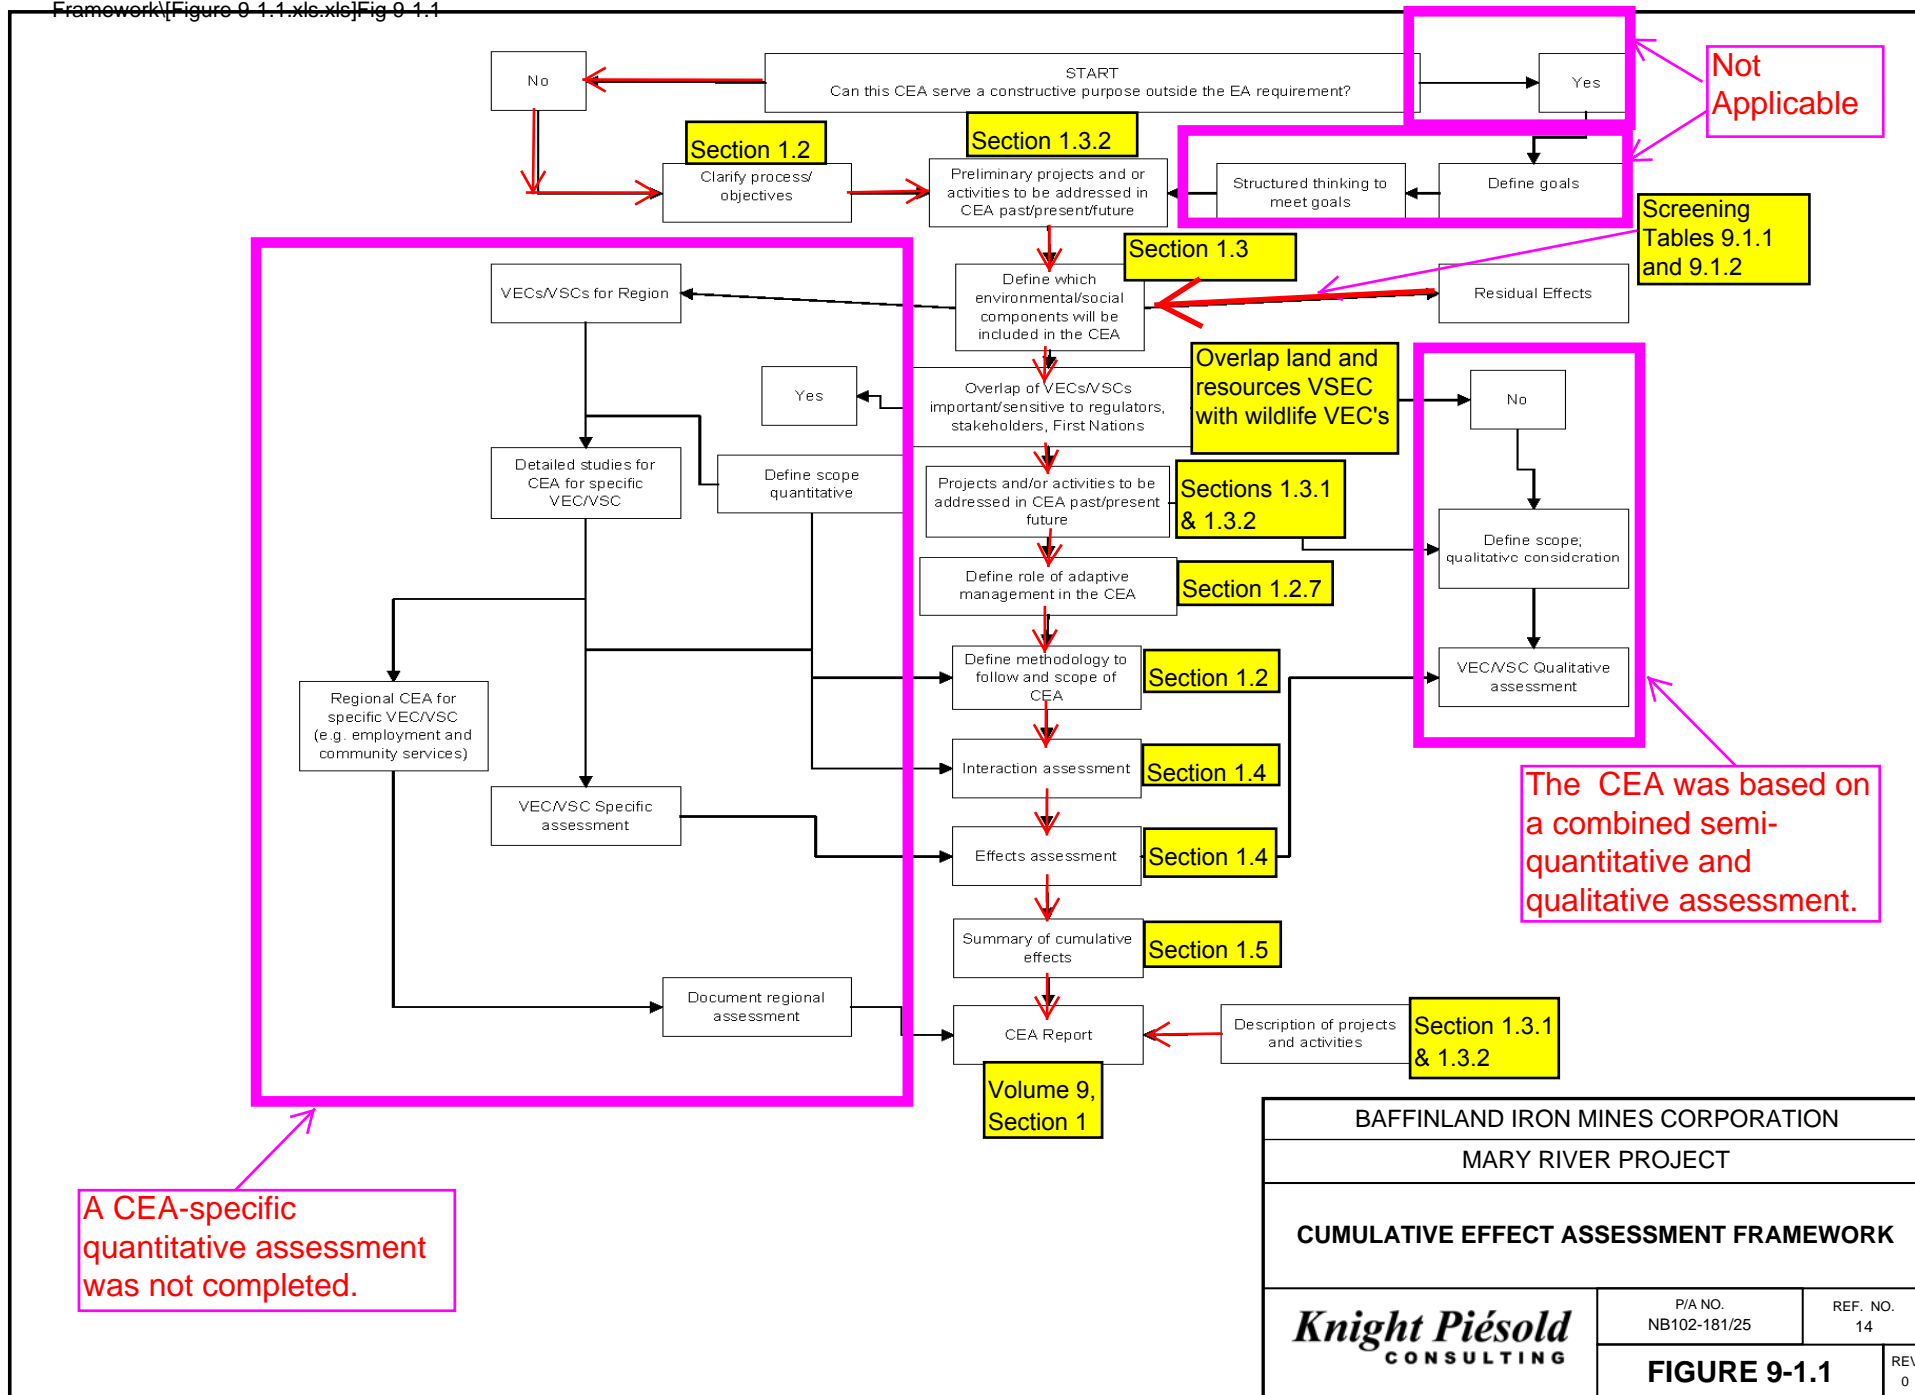 Framework\[Figure 9-1.1.xls.xls]Fig 9-1.1
No
START
Can this CEA serve a constructive purpose outside the EA requirement?
Yes
Not
Applicable
Section 1.2
Section 1.3.2
Clarify process/
objectives
Preliminary projects and or
activities to be addressed in
CEA past/present/future
Structured thinking to
meet goals
Define goals
Screening
Tables 9.1.1
and 9.1.2
Section 1.3
VECs/VSCs for Region
Define which
environmental/social
components will be
included in the CEA
Residual Effects
Yes
Overlap of VECs/VSCs
important/sensitive to regulators,
stakeholders, First Nations
Overlap land and
resources VSEC
with wildlife VEC's
No
Detailed studies for
CEA for specific
VEC/VSC
Define scope
quantitative
Projects and/or activities to be
addressed in CEA past/present
future
Sections 1.3.1
& 1.3.2
Define scope;
qualitative consideration
Define role of adaptive
management in the CEA
Section 1.2.7
Define methodology to
follow and scope of
CEA
Section 1.2
VEC/VSC Qualitative
assessment
Regional CEA for
specific VEC/VSC
(e.g. employment and
community services)
Interaction assessment
Section 1.4
VEC/VSC Specific
assessment
Effects assessment
Section 1.4
The  CEA was based on
a combined semi-
quantitative and
qualitative assessment.
Summary of cumulative
effects
Section 1.5
Document regional
assessment
CEA Report
Description of projects
and activities
Section 1.3.1
& 1.3.2
Volume 9,
Section 1
A CEA-specific
quantitative assessment
was not completed.
BAFFINLAND IRON MINES CORPORATION
MARY RIVER PROJECT
CUMULATIVE EFFECT ASSESSMENT FRAMEWORK
Knight Piésold
CONSULTING
P/A NO.
NB102-181/25
REF. NO.
14
FIGURE 9-1.1
REV
0